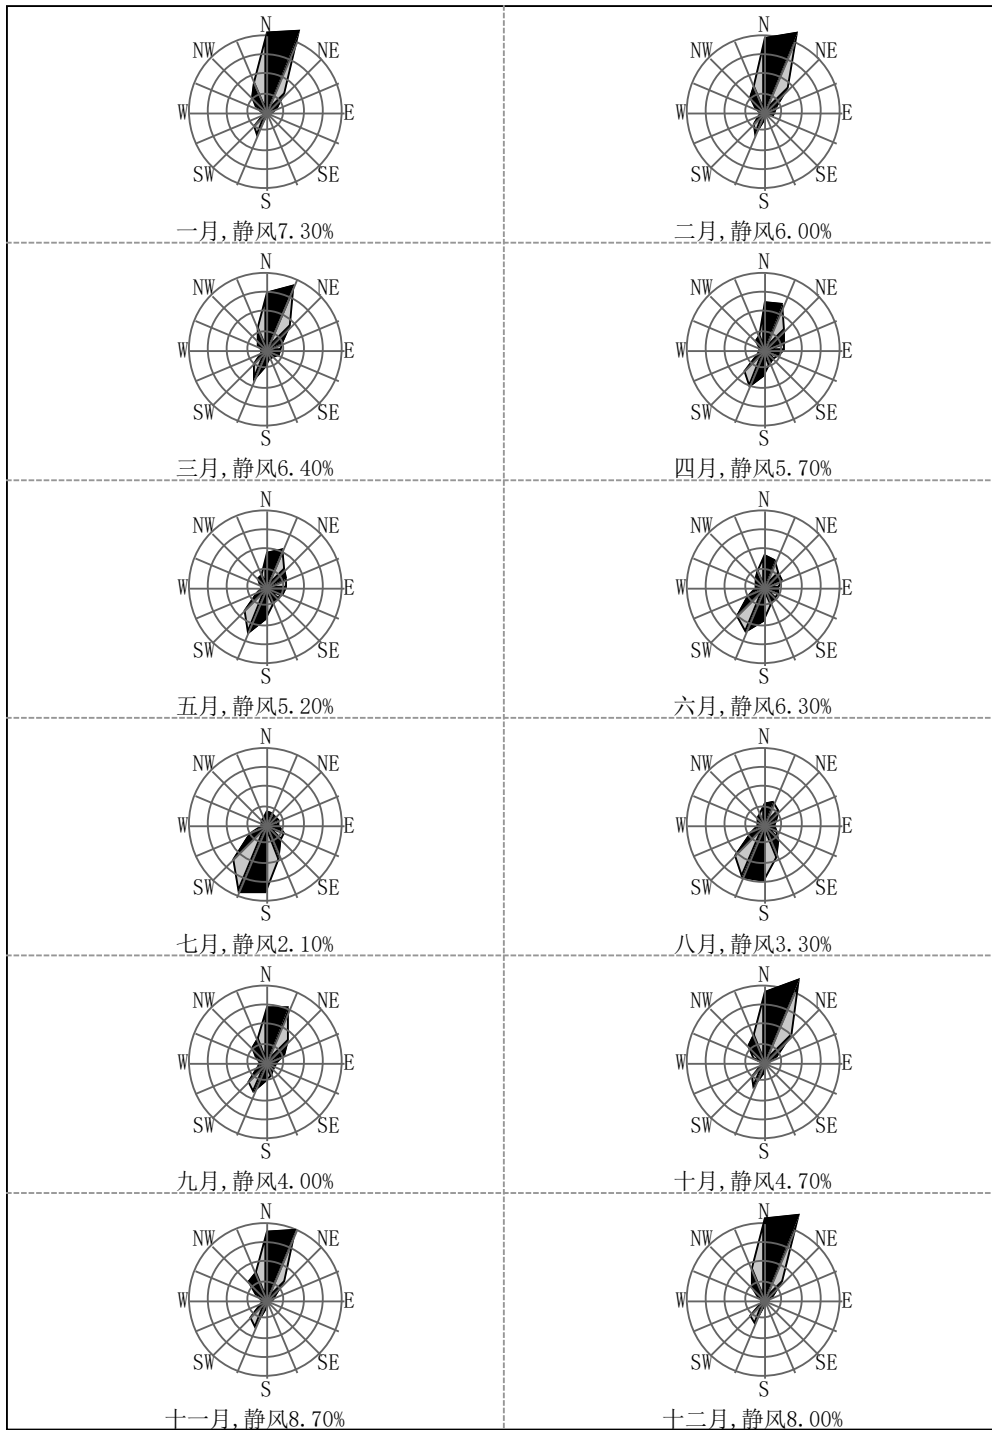 N
NW NE
W E
SW SE
S
一月,静风7.30%
N
NW NE
W E
SW SE
S
二月,静风6.00%
N
NW NE
W E
SW SE
S
三月,静风6.40%
N
NW NE
W E
SW SE
S
四月,静风5.70%
N
NW NE
W E
SW SE
S
五月,静风5.20%
N
NW NE
W E
SW SE
S
六月,静风6.30%
N
NW NE
W E
SW SE
S
七月,静风2.10%
N
NW NE
W E
SW SE
S
八月,静风3.30%
N
NW NE
W E
SW SE
S
九月,静风4.00%
N
NW NE
W E
SW SE
S
十月,静风4.70%
N
NW NE
W E
SW SE
S
十一月,静风8.70%
N
NW NE
W E
SW SE
S
十二月,静风8.00%